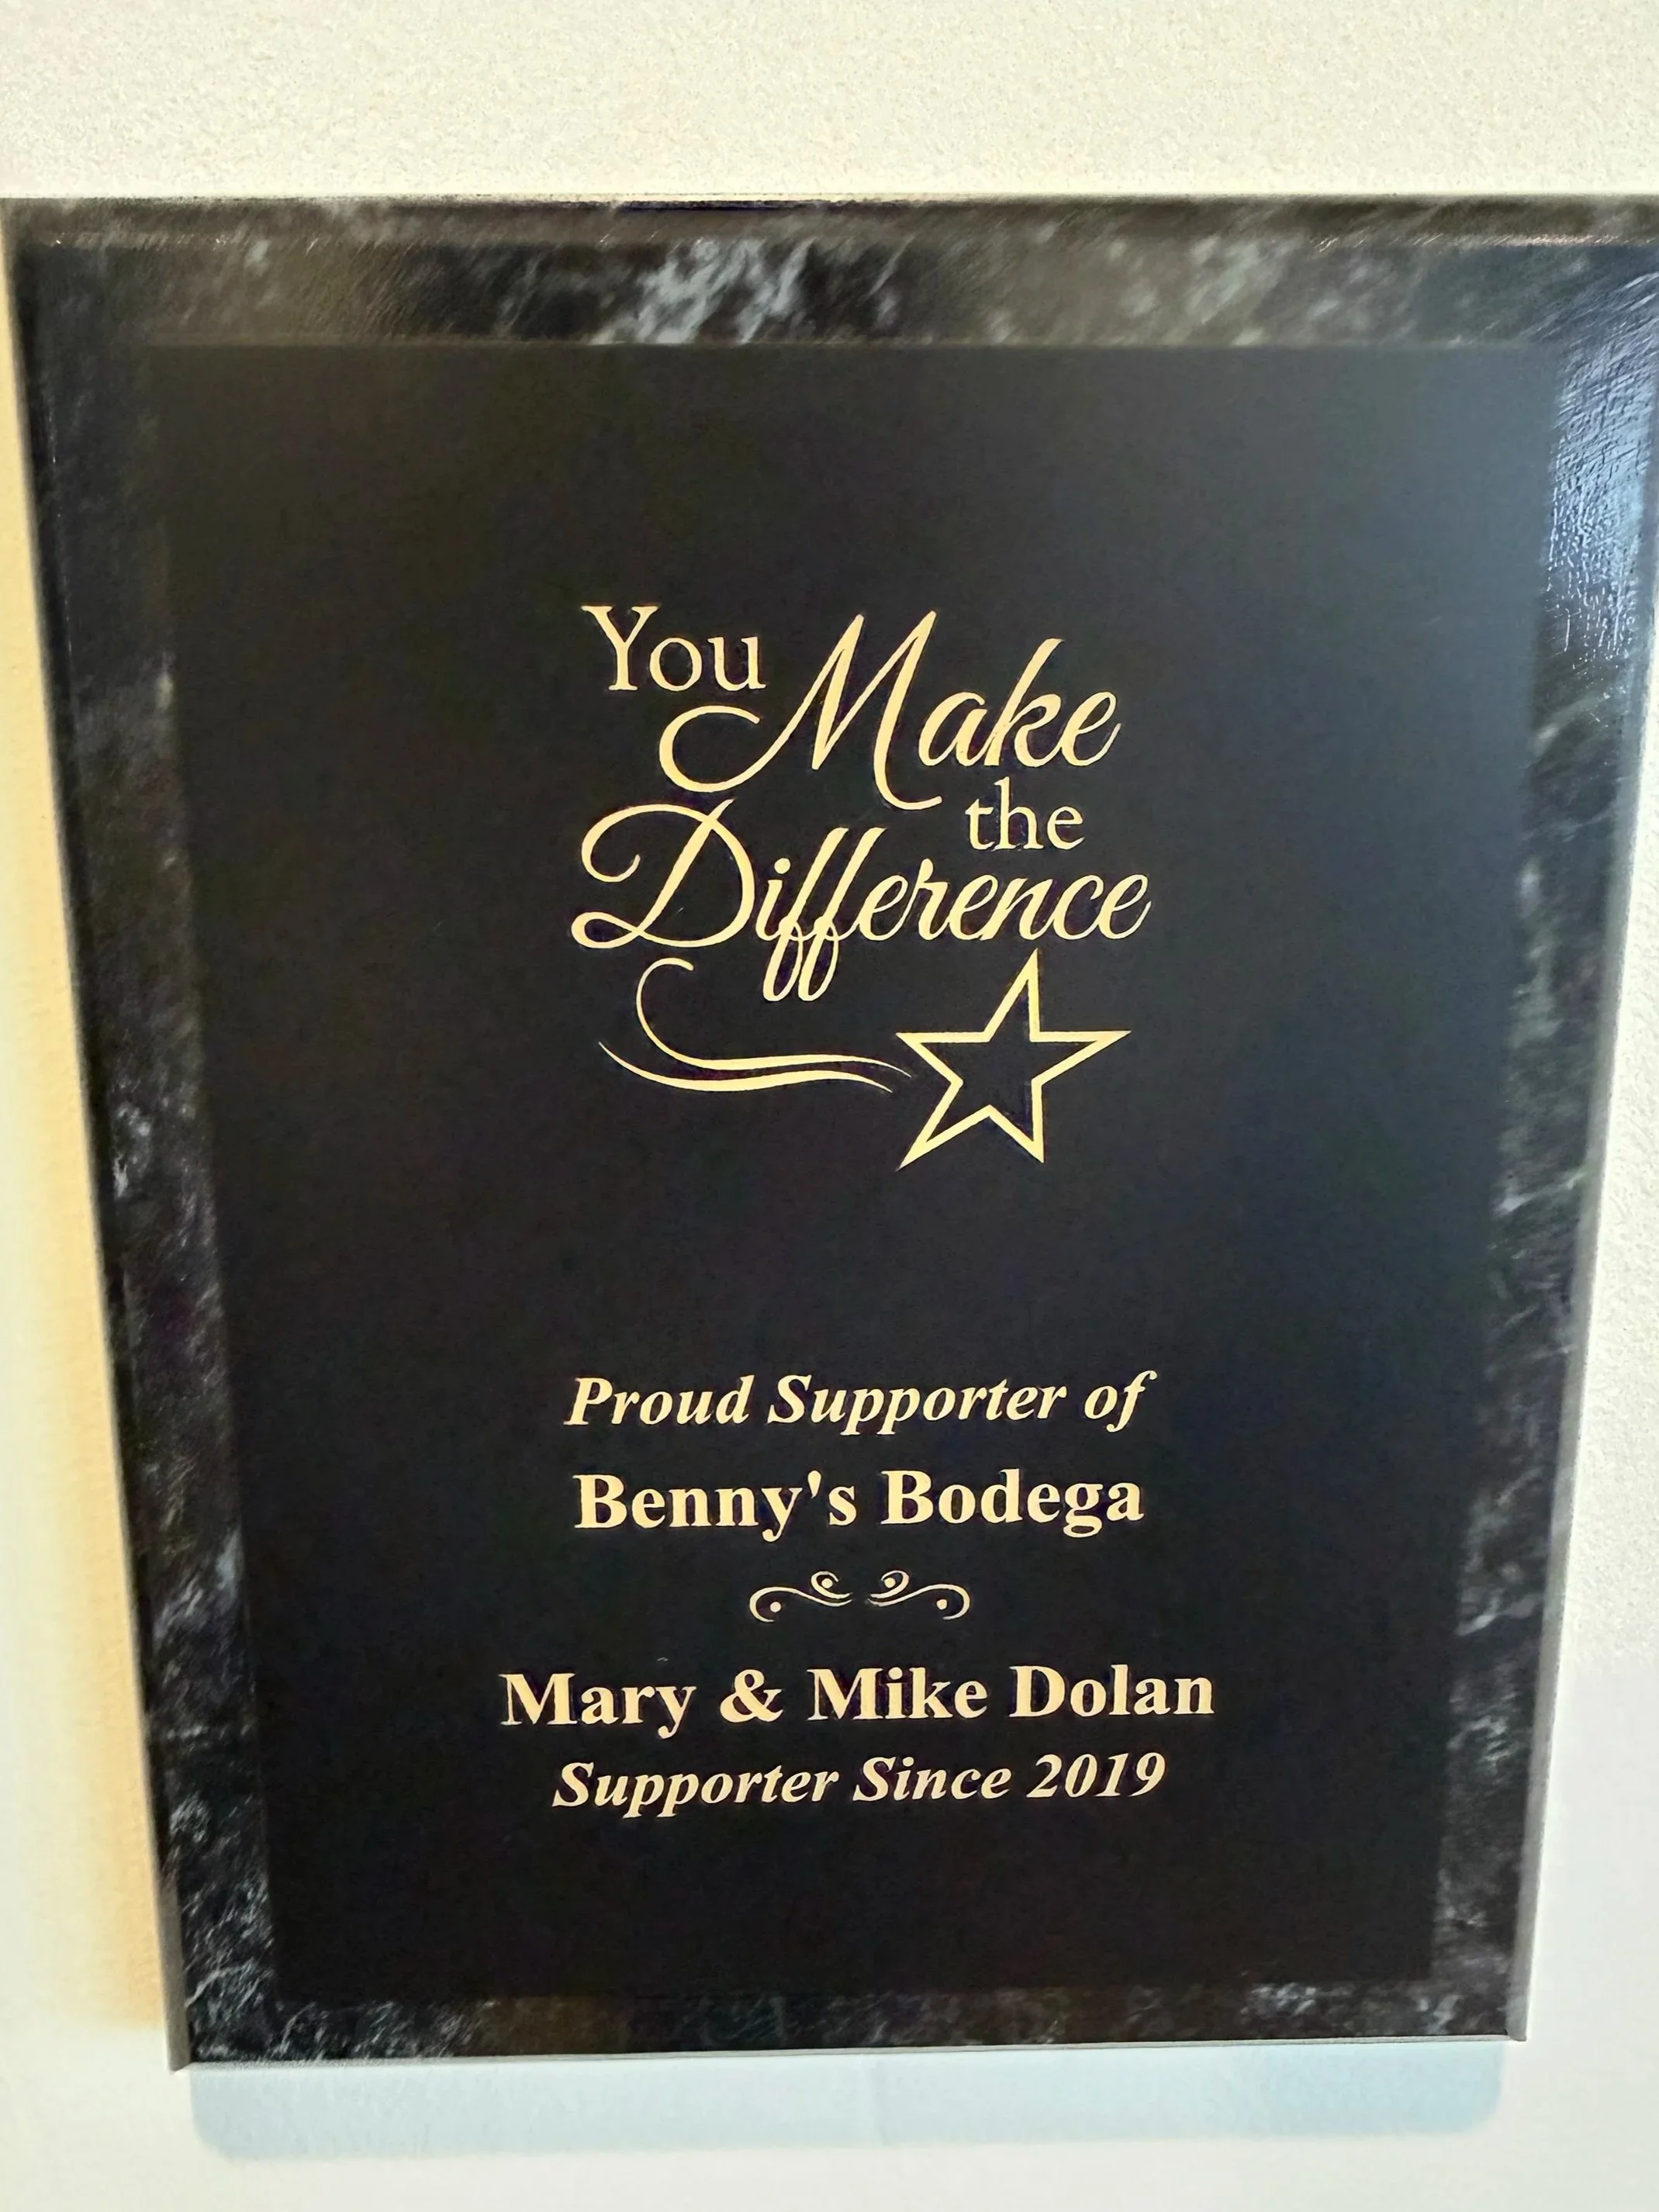 You Make
the
Difference
Proud Supporter of
Benny's Bodega
Mary & Mike Dolan
Supporter Since 2019